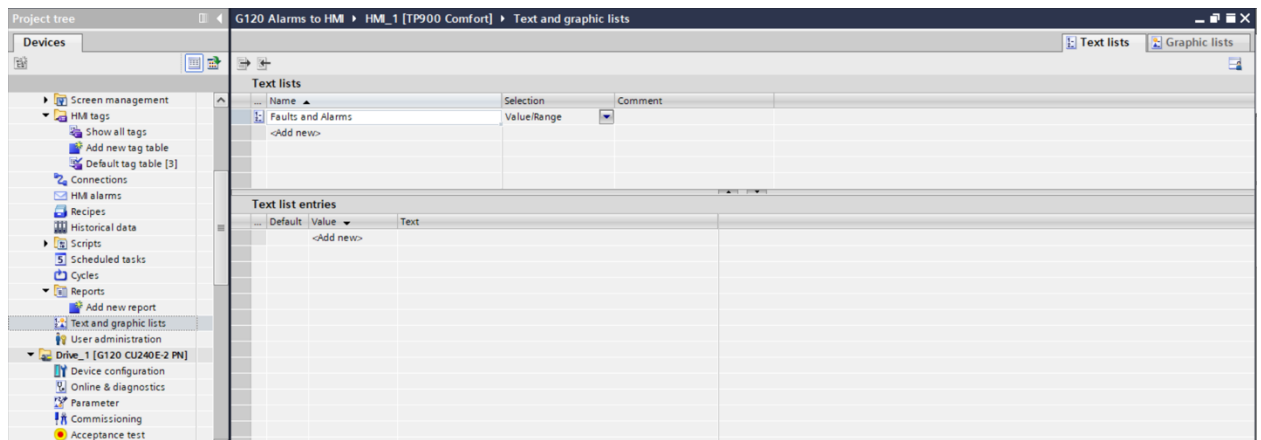 Project tree
G120 Alarms to HMI ▸ HMI_1 [TP900 Comfort] ▸ Text and graphic lists
Devices
Text lists
Graphic lists
Text lists
... Name Selection Comment
Faults and Alarms Value/Range
<Add new>
Text list entries
... Default Value Text
<Add new>
Screen management
HMI tags
Show all tags
Add new tag table
Default tag table [3]
Connections
HMI alarms
Recipes
Historical data
Scripts
Scheduled tasks
Cycles
Reports
Add new report
Text and graphic lists
User administration
Drive_1 [G120 CU240E-2 PN]
Device configuration
Online & diagnostics
Parameter
Commissioning
Acceptance test